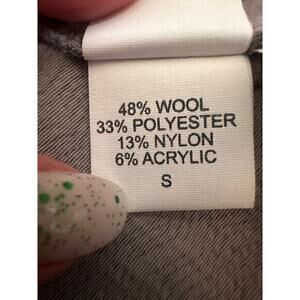 48% WOOL
33% POLYESTER
13% NYLON
6% ACRYLIC
S